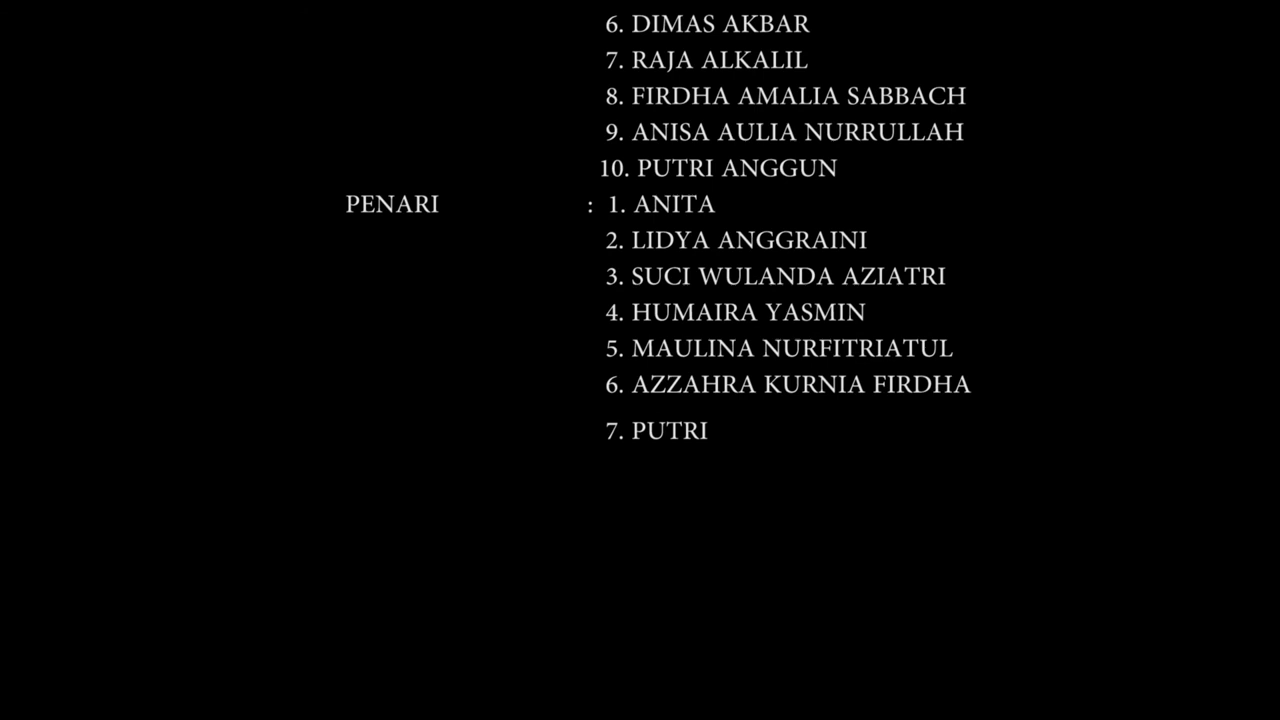 6. DIMAS AKBAR
7. RAJA ALKALIL
8. FIRDHA AMALIA SABBACH
9. ANISA AULIA NURRULLAH
10. PUTRI ANGGUN
PENARI : 1. ANITA
2. LIDYA ANGGRAINI
3. SUCI WULANDA AZIATRI
4. HUMAIRA YASMIN
5. MAULINA NURFITRIATUL
6. AZZAHRA KURNIA FIRDHA
7. PUTRI